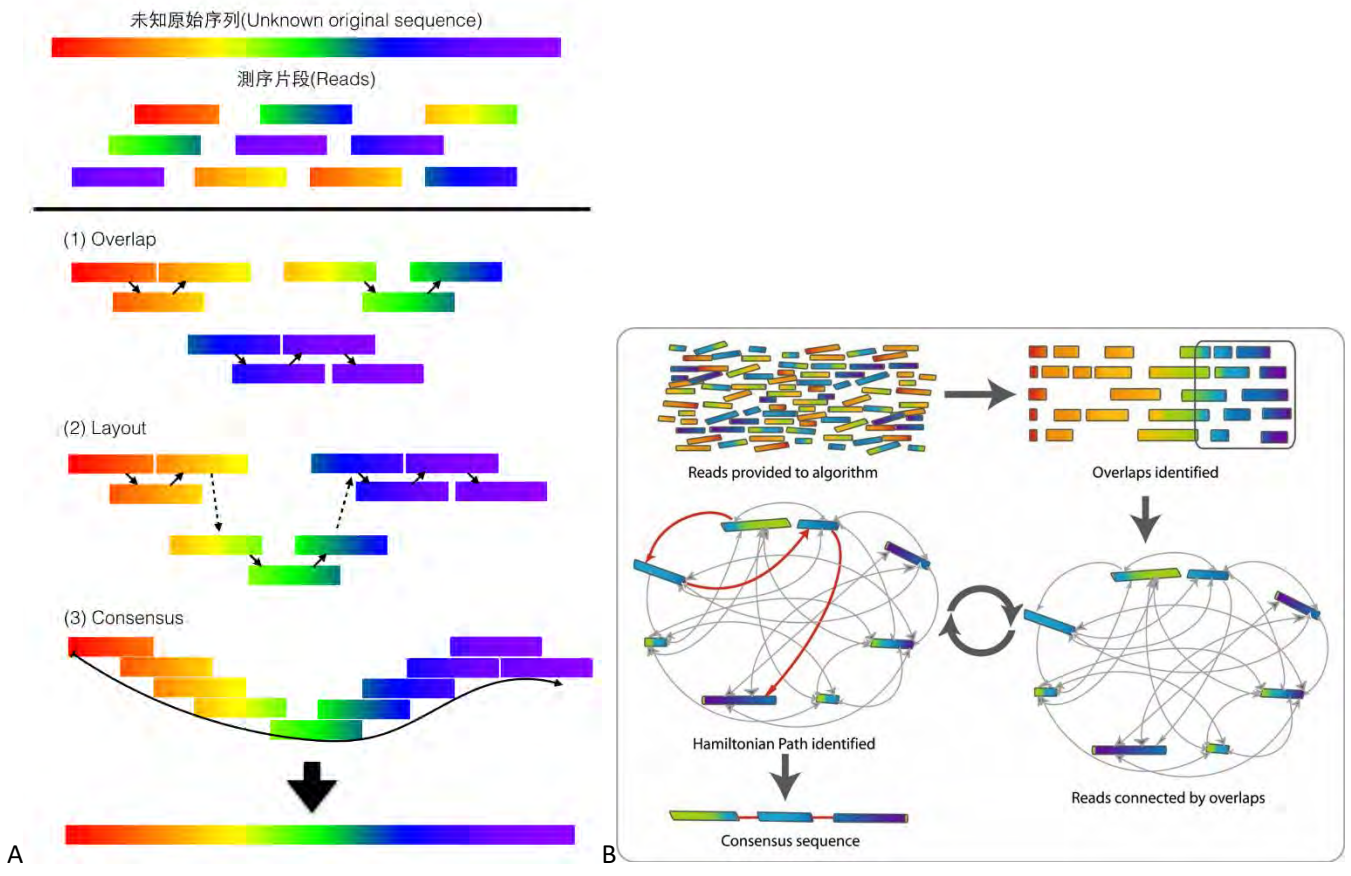 未知原始序列(Unknown original sequence)
測序片段(Reads)
(1) Overlap
(2) Layout
(3) Consensus
A
Reads provided to algorithm
Overlaps identified
Hamiltonian Path identified
Reads connected by overlaps
Consensus sequence
B